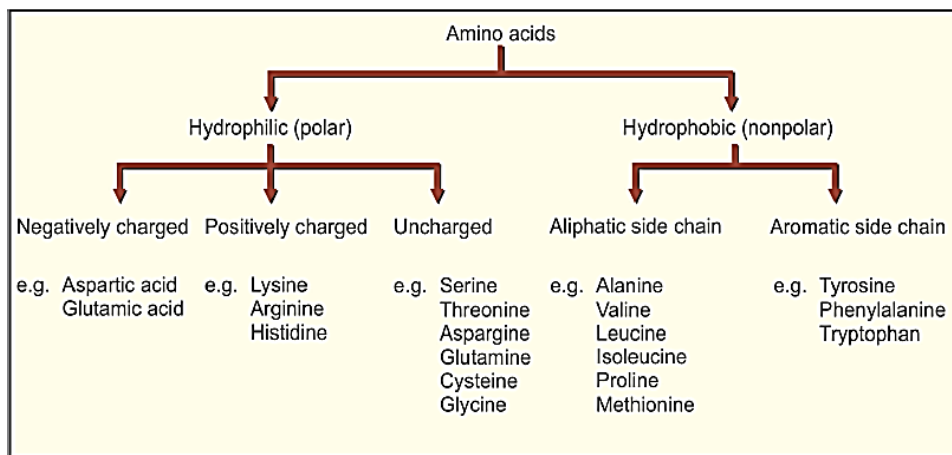 Amino acids
Hydrophilic (polar)
Hydrophobic (nonpolar)
Negatively charged
Positively charged
Uncharged
Aliphatic side chain
Aromatic side chain
e.g. Aspartic acid
Glutamic acid
e.g. Lysine
Arginine
Histidine
e.g. Serine
Threonine
Aspargine
Glutamine
Cysteine
Glycine
e.g. Alanine
Valine
Leucine
Isoleucine
Proline
Methionine
e.g. Tyrosine
Phenylalanine
Tryptophan